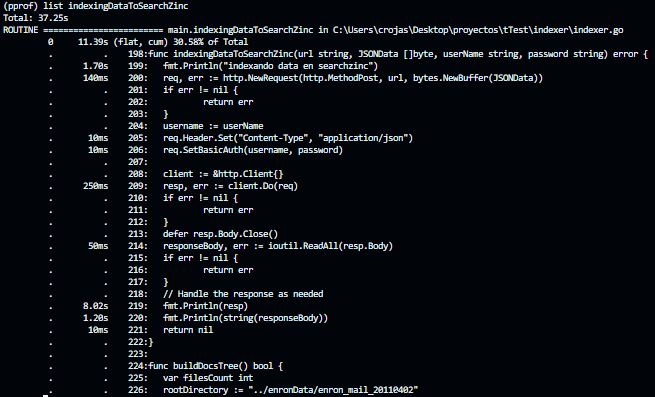 (pprof) list indexingDataToSearchZinc
Total: 37.25s
ROUTINE ======================== main.indexingDataToSearchZinc in C:\Users\crojas\Desktop\proyectos\tTest\indexer\indexer.go
         0     11.39s (flat, cum) 30.58% of Total
         .          .    198:func indexingDataToSearchZinc(url string, JSONData []byte, userName string, password string) error {
         .      1.70s    199:   fmt.Println("indexando data en searchzinc")
         .      140ms    200:   req, err := http.NewRequest(http.MethodPost, url, bytes.NewBuffer(JSONData))
         .          .    201:   if err != nil {
         .          .    202:           return err
         .          .    203:   }
         .          .    204:   username := userName
         .       10ms    205:   req.Header.Set("Content-Type", "application/json")
         .       10ms    206:   req.SetBasicAuth(username, password)
         .          .    207:
         .          .    208:   client := &http.Client{}
         .      250ms    209:   resp, err := client.Do(req)
         .          .    210:   if err != nil {
         .          .    211:           return err
         .          .    212:   }
         .          .    213:   defer resp.Body.Close()
         .       50ms    214:   responseBody, err := ioutil.ReadAll(resp.Body)
         .          .    215:   if err != nil {
         .          .    216:           return err
         .          .    217:   }
         .          .    218:   // Handle the response as needed
         .      8.02s    219:   fmt.Println(resp)
         .      1.20s    220:   fmt.Println(string(responseBody))
         .       10ms    221:   return nil
         .          .    222:}
         .          .    223:
         .          .    224:func buildDocsTree() bool {
         .          .    225:   var filesCount int
         .          .    226:   rootDirectory := "../enronData/enron_mail_20110402"